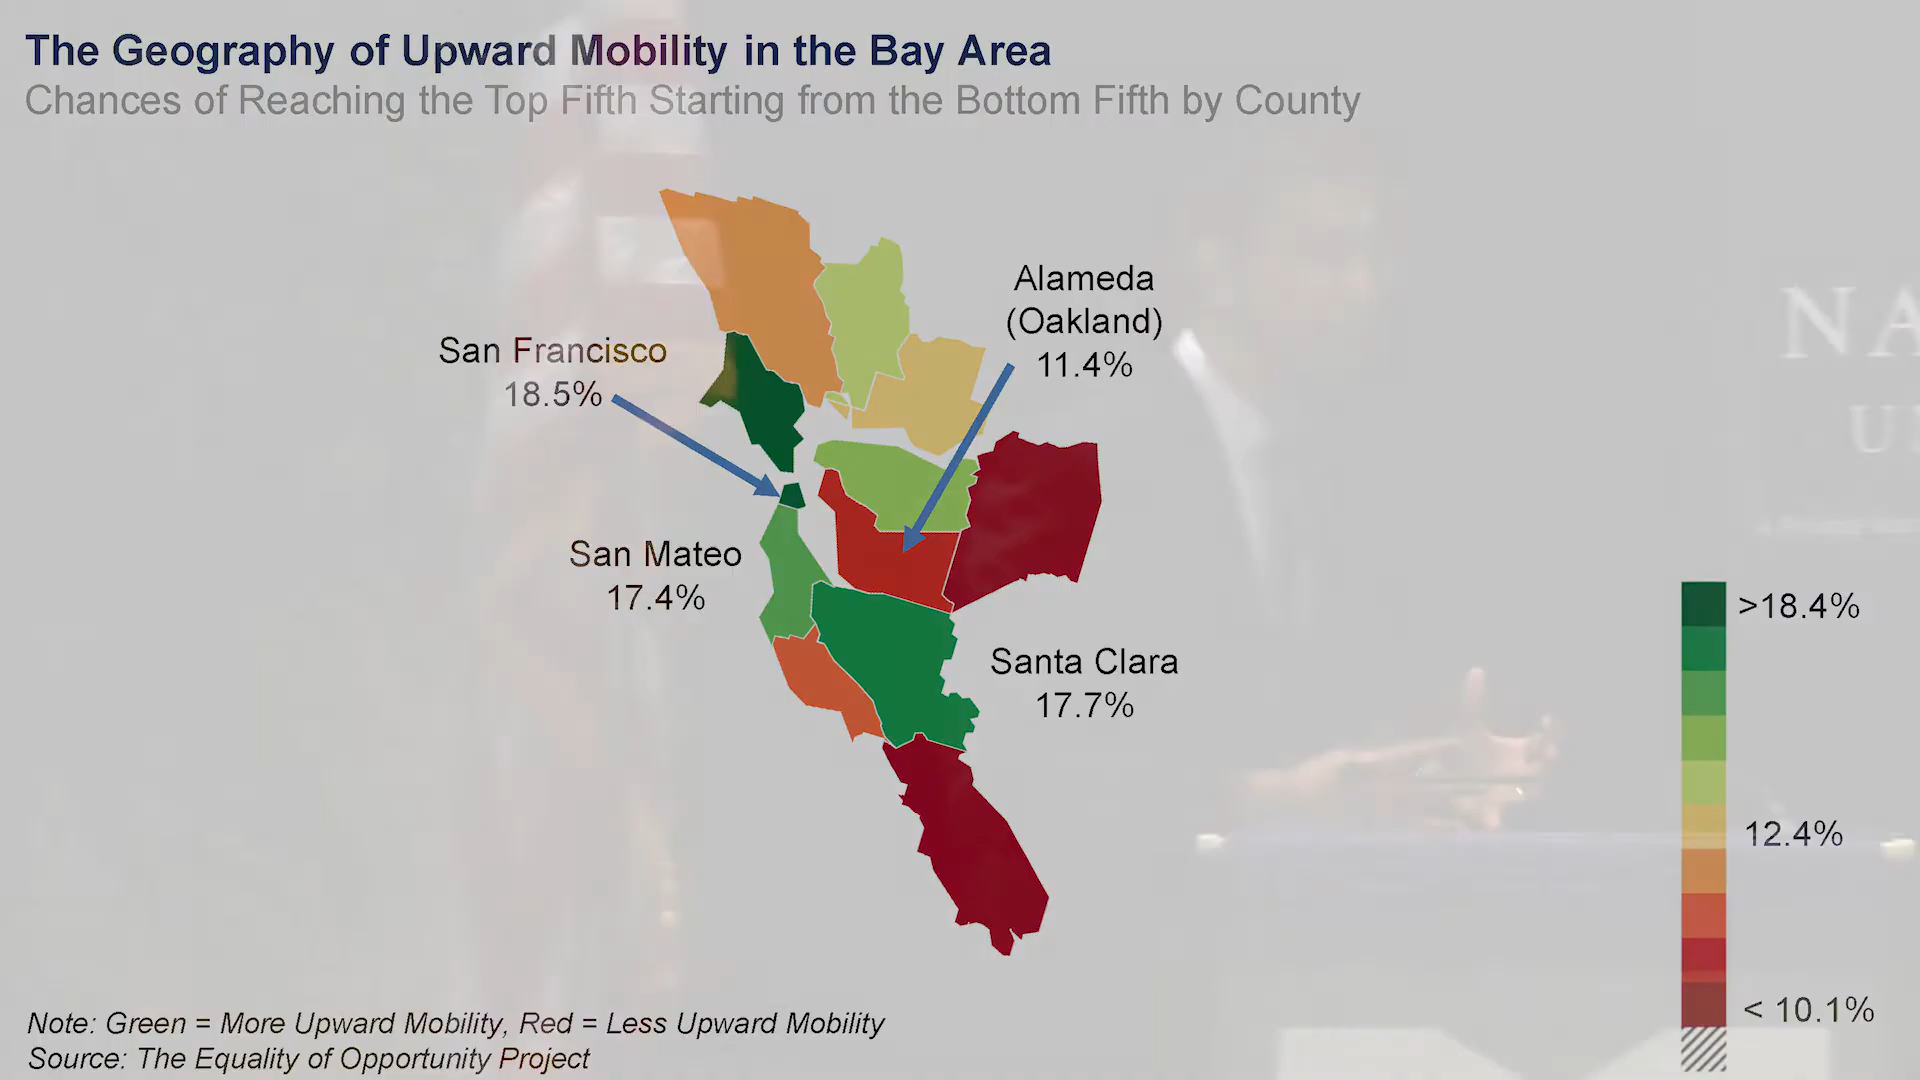 The Geography of Upward Mobility in the Bay Area
Chances of Reaching the Top Fifth Starting from the Bottom Fifth by County
Alameda
(Oakland)
11.4%
San Francisco
18.5%
San Mateo
17.4%
Santa Clara
17.7%
>18.4%
12.4%
< 10.1%
NA
Note: Green = More Upward Mobility, Red = Less Upward Mobility
Source: The Equality of Opportunity Project